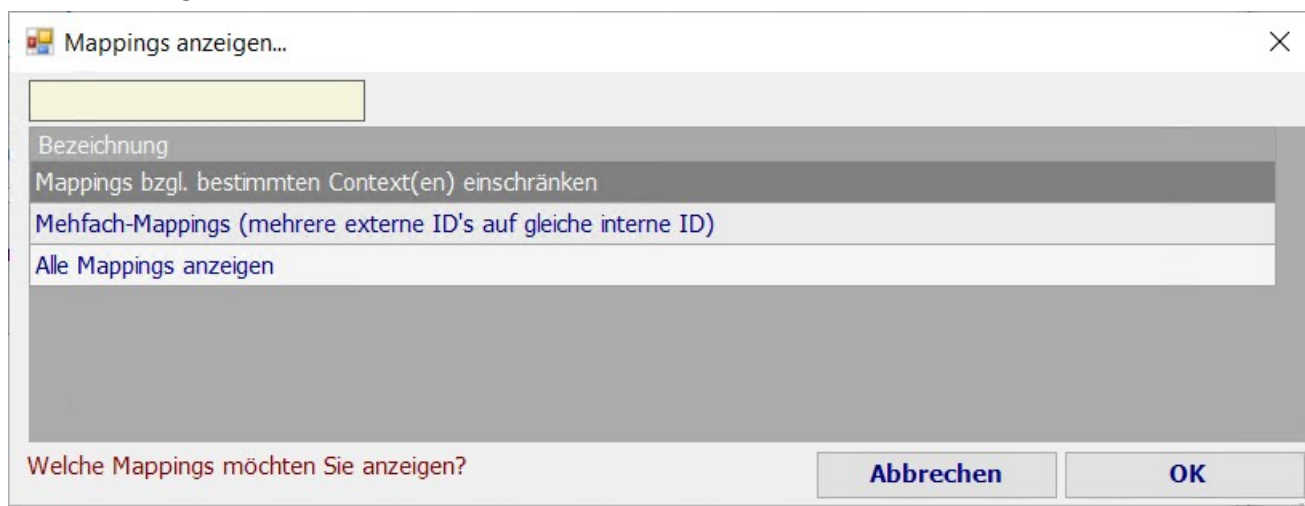 Mappings anzeigen...
Bezeichnung
Mappings bzgl. bestimmten Context(en) einschränken
Mehfach-Mappings (mehrere externe ID's auf gleiche interne ID)
Alle Mappings anzeigen
Welche Mappings möchten Sie anzeigen?
Abbrechen
OK